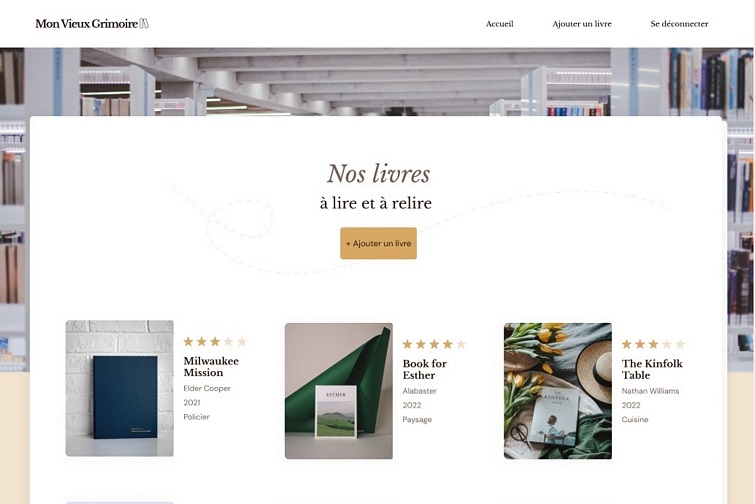 Mon Vieux Grimoire
Accueil
Ajouter un livre
Se déconnecter
Nos livres
à lire et à relire
+ Ajouter un livre
Milwaukee
Mission
Elder Cooper
2021
Policier
ESTHER
Book for
Esther
Alabaster
2022
Paysage
KINFOLK
The Kinfolk
Table
Nathan Williams
2022
Cuisine